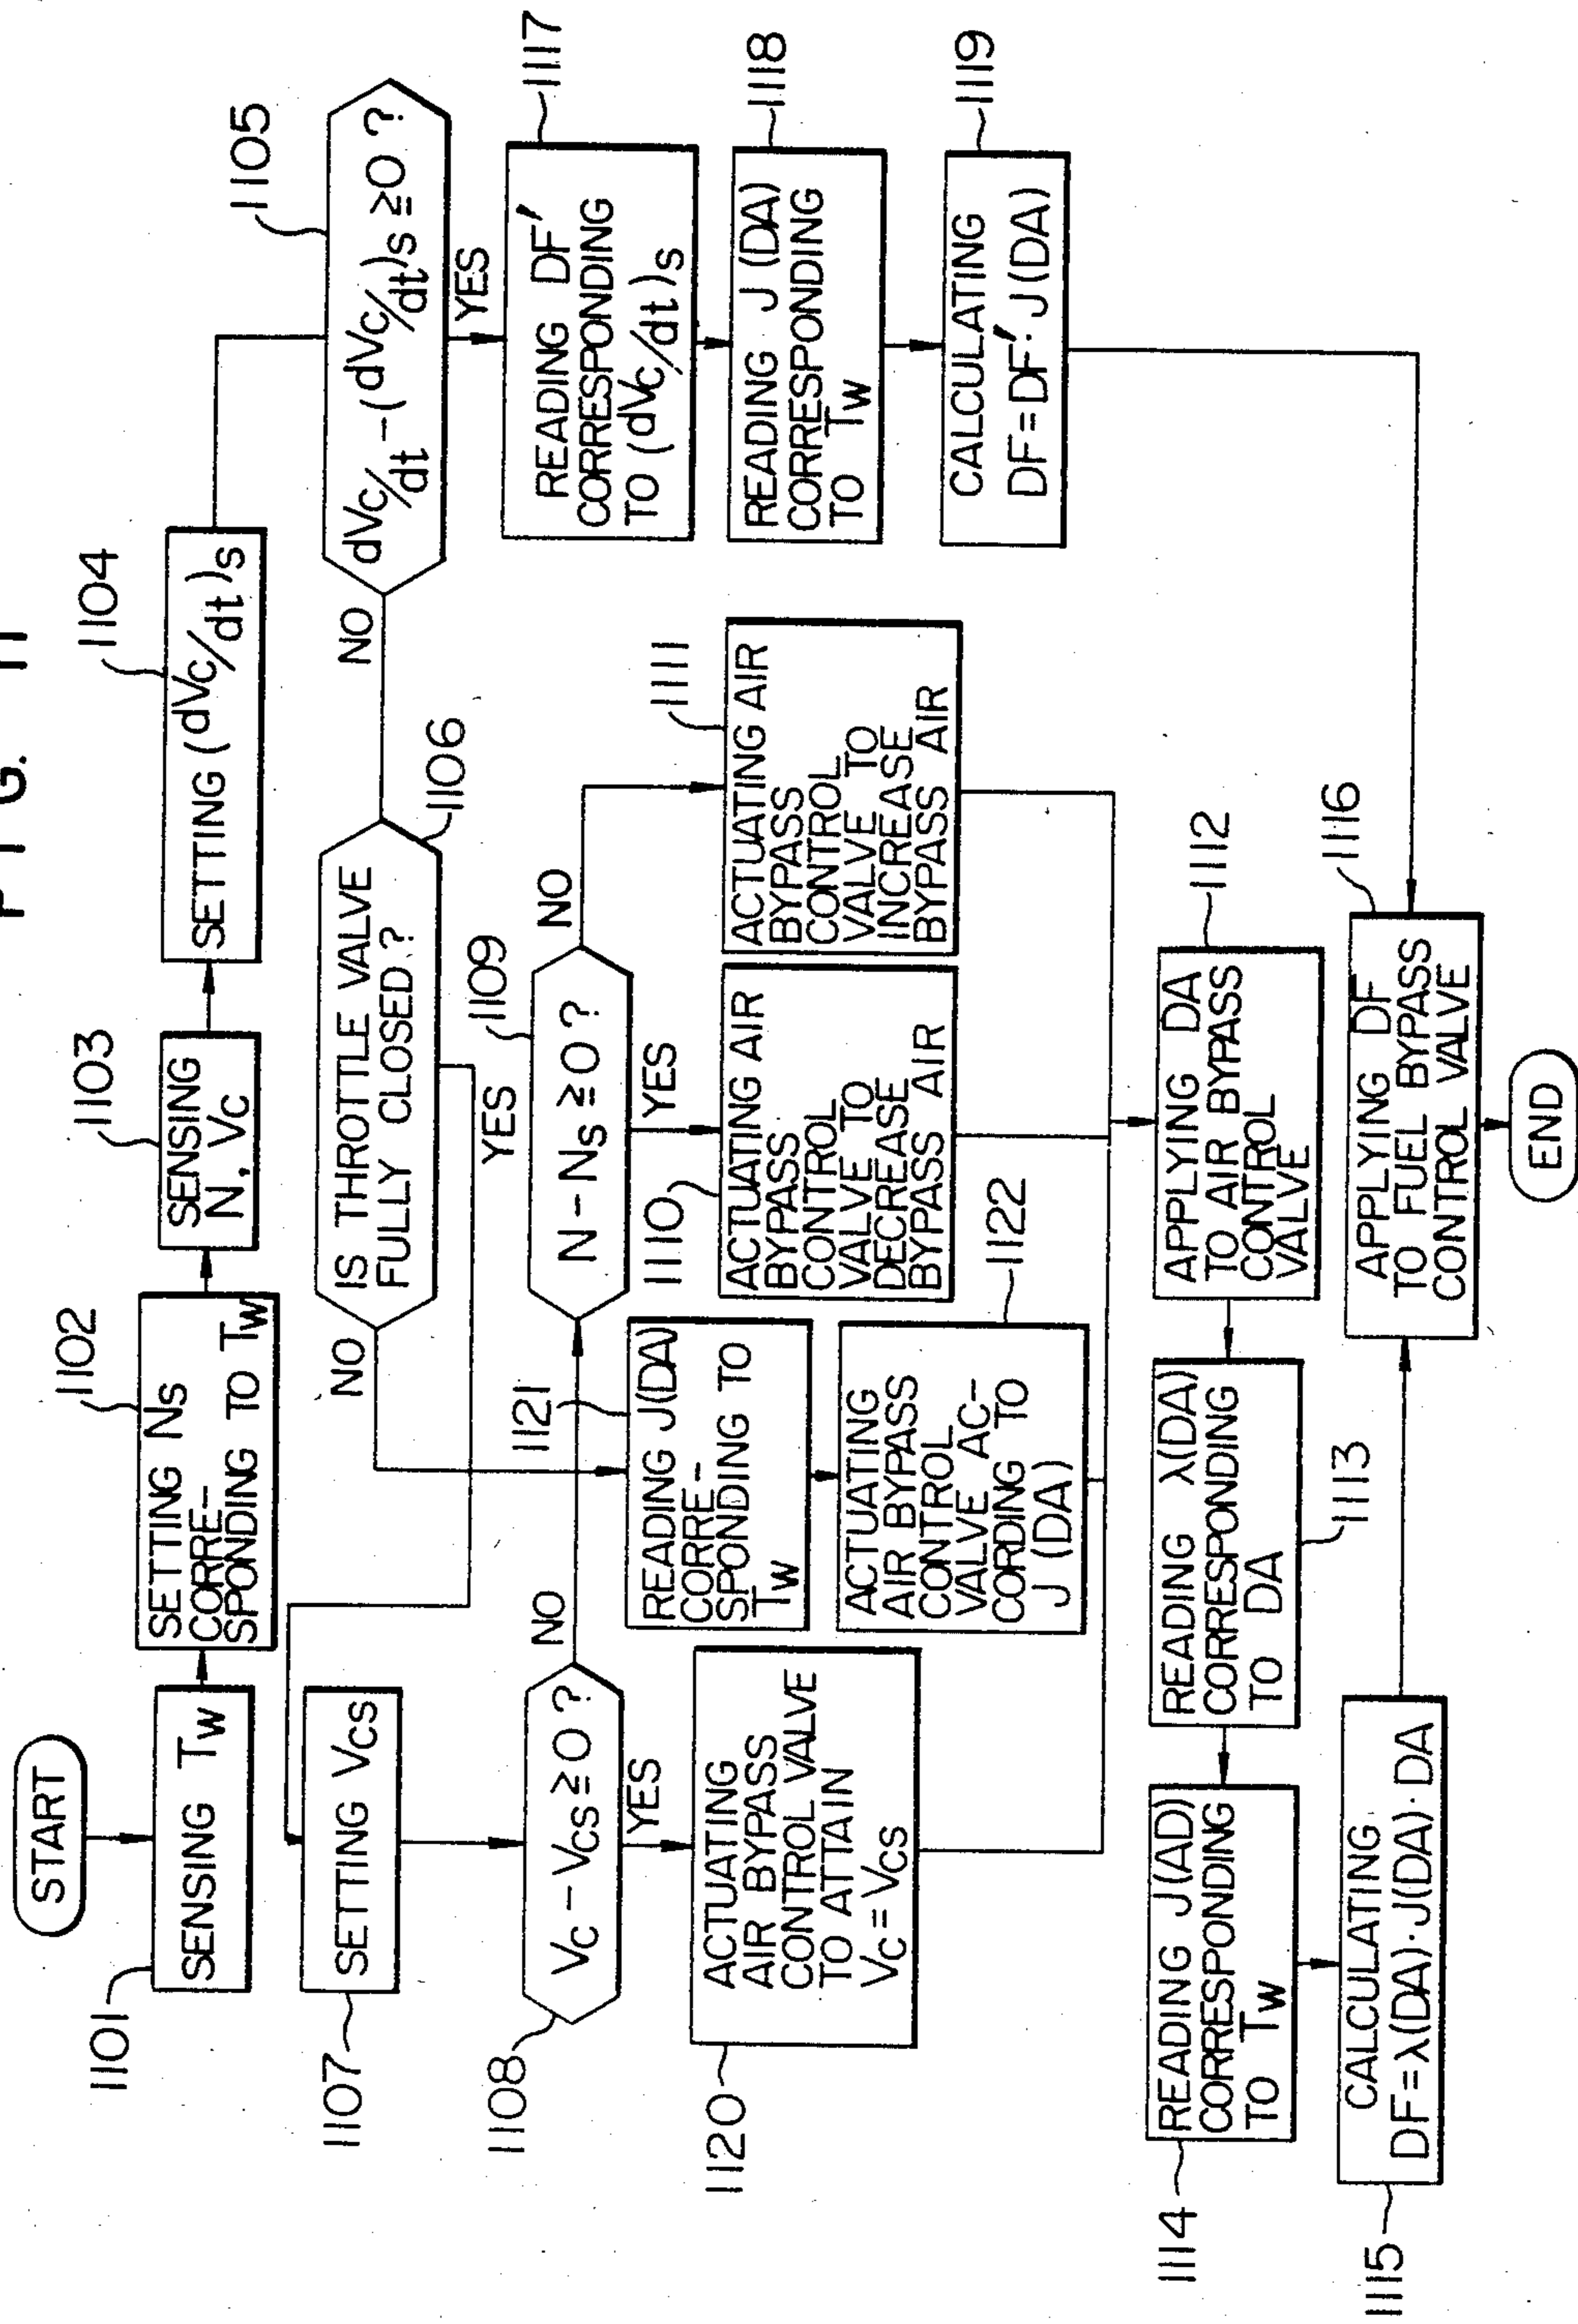 FIG. 11
START
1101
SENSING Tw
1102
SETTING Ns
CORRE-
SPONDING TO Tw
1103
SENSING
N, Vc
1104
SETTING (dVc/dt)s
1105
dVc/dt - (dVc/dt)s ≧ 0 ?
YES
NO
1117
READING DF'
CORRESPONDING
TO (dVc/dt)s
1118
READING J (DA)
CORRESPONDING
TO Tw
1119
CALCULATING
DF = DF'· J(DA)
1106
IS THROTTLE VALVE
FULLY CLOSED ?
NO
YES
1107
SETTING Vcs
1108
Vc - Vcs ≧ 0 ?
NO
YES
1109
N - Ns ≧ 0 ?
NO
YES
1120
ACTUATING
AIR BYPASS
CONTROL VALVE
TO ATTAIN
Vc = Vcs
1121
READING J(DA)
CORRE-
SPONDING TO
Tw
1122
ACTUATING
AIR BYPASS
CONTROL
VALVE AC-
CORDING TO
J (DA)
1110
ACTUATING AIR
BYPASS
CONTROL
VALVE TO
DECREASE
BYPASS AIR
1111
ACTUATING AIR
BYPASS
CONTROL
VALVE TO
INCREASE
BYPASS AIR
1112
APPLYING DA
TO AIR BYPASS
CONTROL
VALVE
1113
READING λ(DA)
CORRESPONDING
TO DA
1114
READING J(AD)
CORRESPONDING
TO Tw
1115
CALCULATING
DF = λ(DA)· J(DA)· DA
1116
APPLYING DF
TO FUEL BYPASS
CONTROL VALVE
END